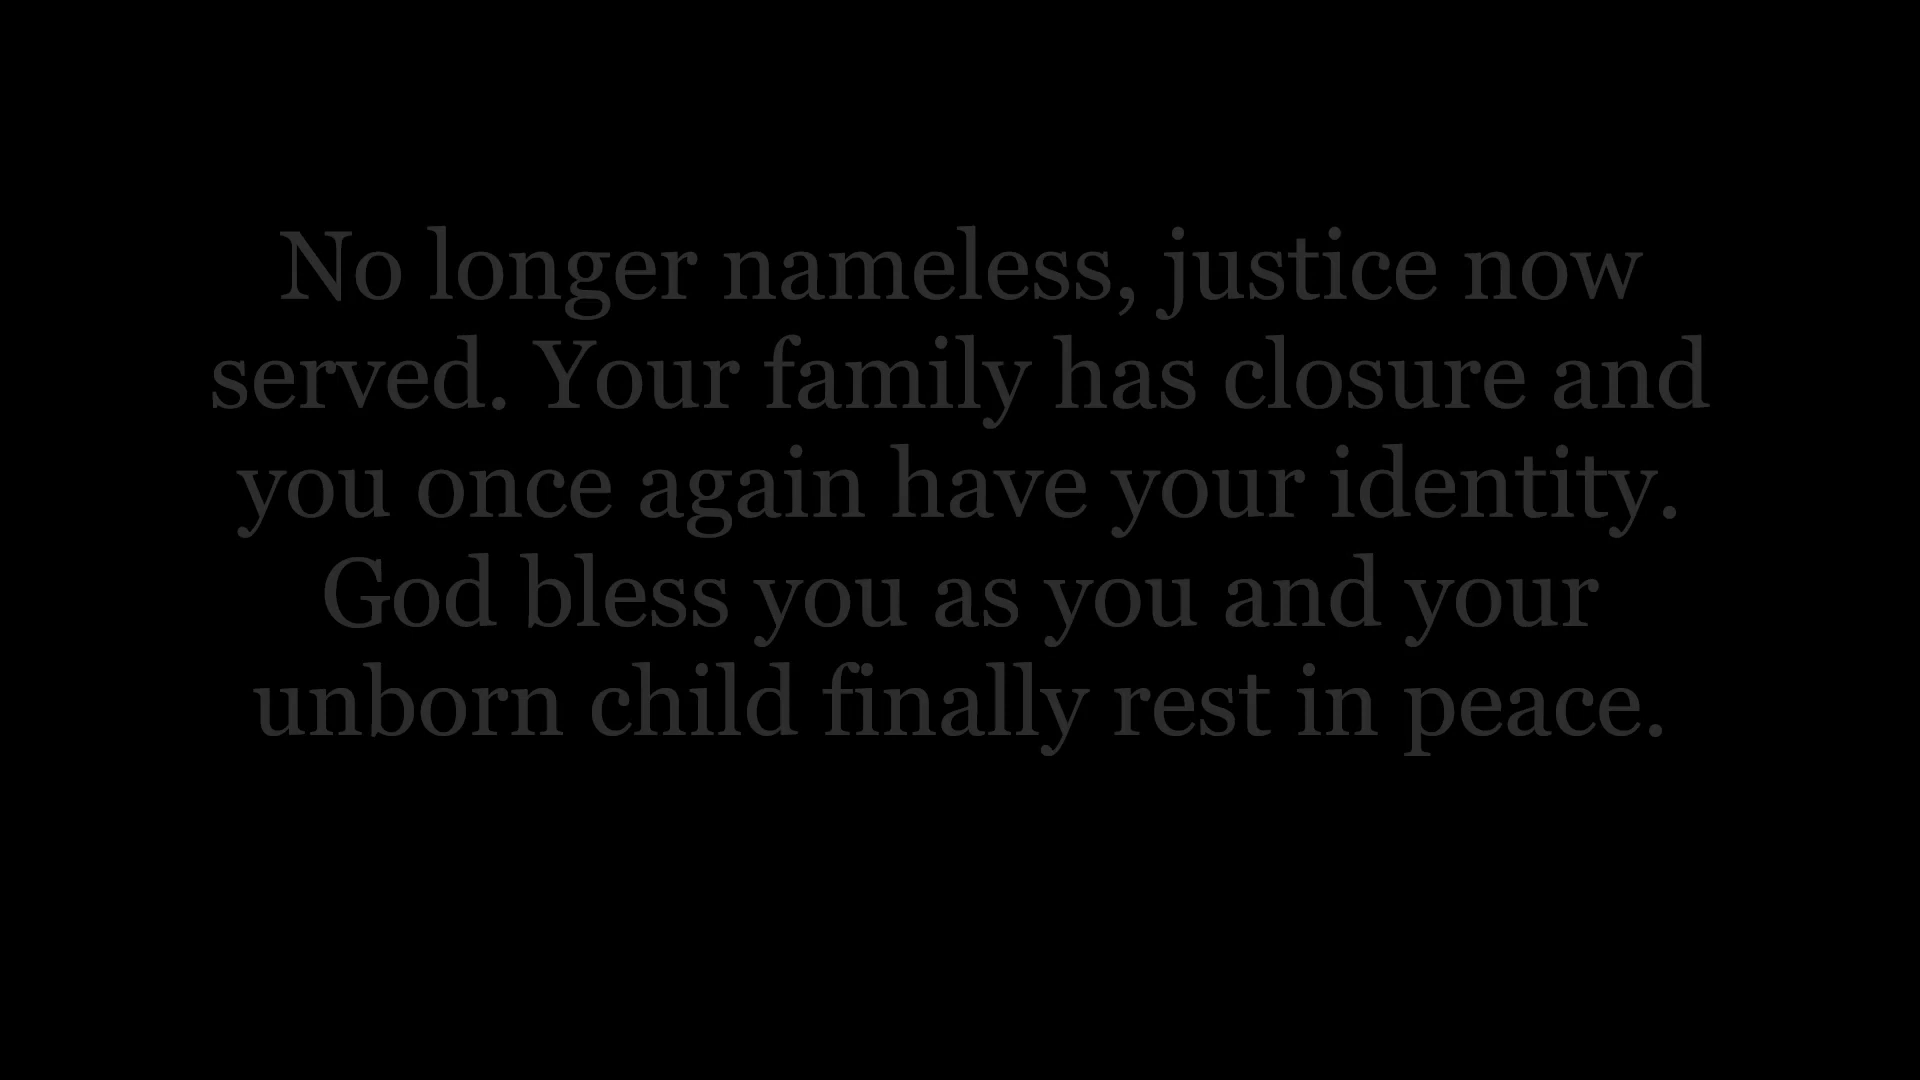 No longer nameless, justice now
served. Your family has closure and
you once again have your identity.
God bless you as you and your
unborn child finally rest in peace.